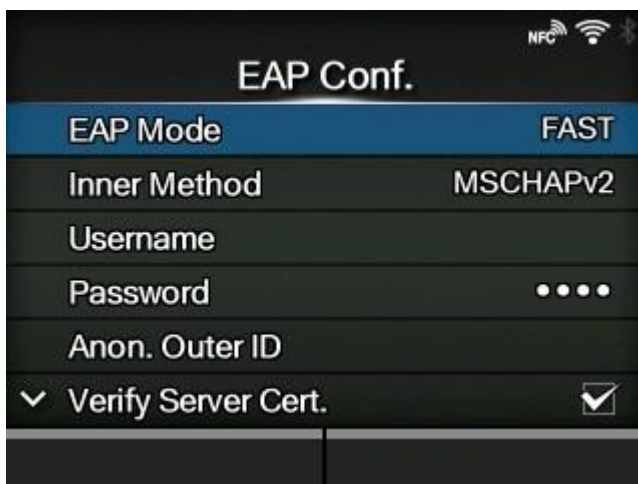 NFC
EAP Conf.
EAP Mode FAST
Inner Method MSCHAPv2
Username
Password ••••
Anon. Outer ID
Verify Server Cert.